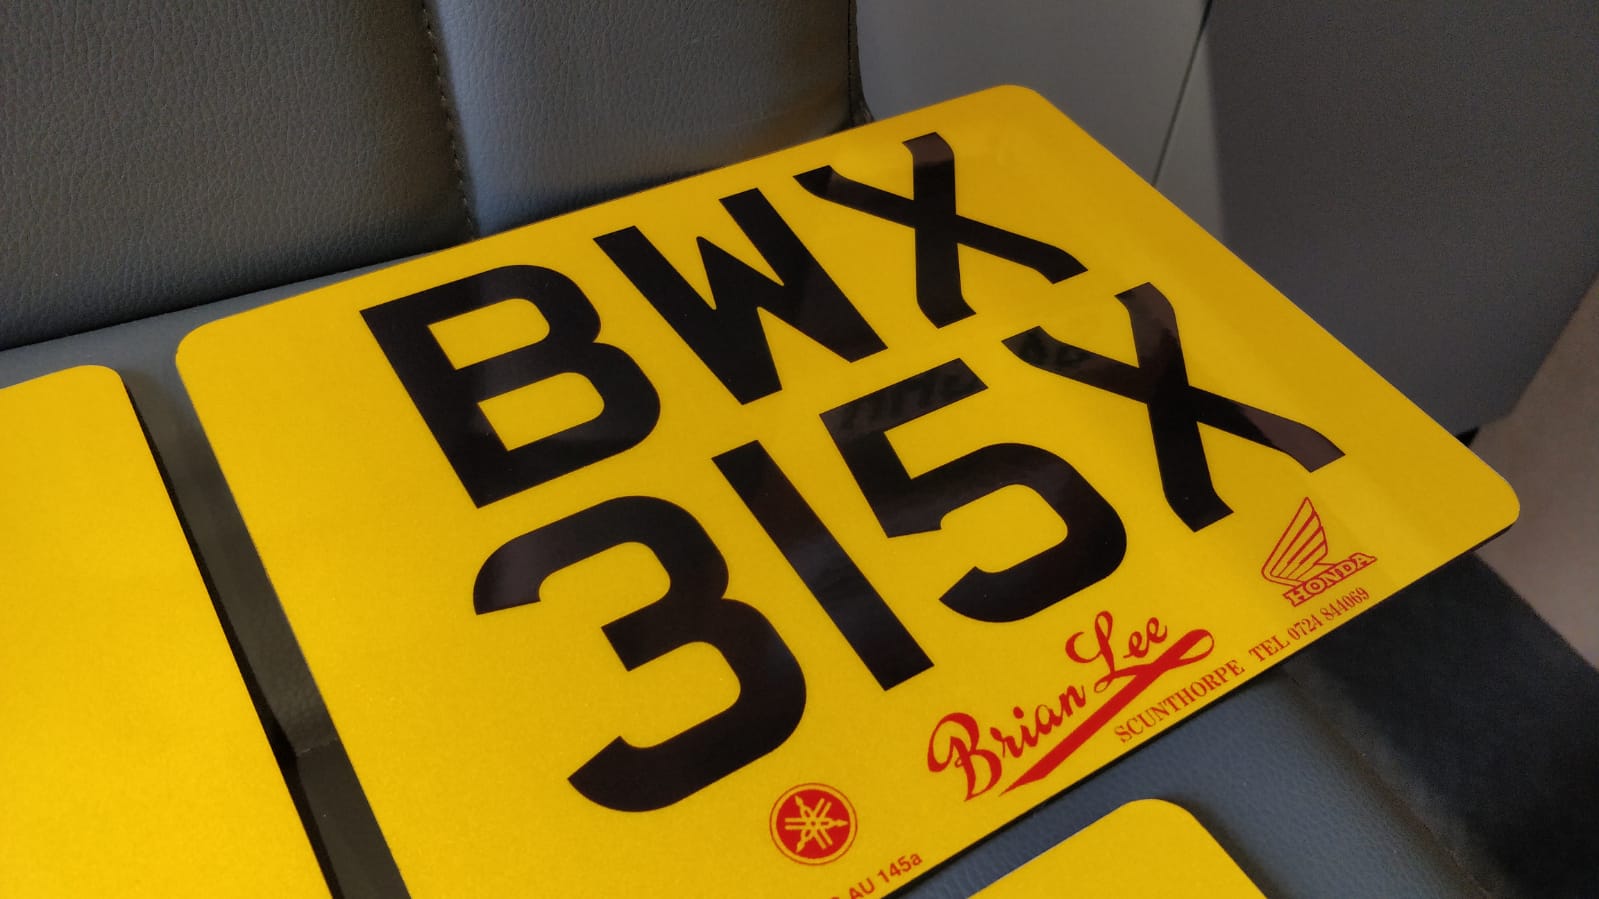 BWX
315X
HONDA
Brian Lee
SCUNTHORPE TEL 0724 844069
AU 145a